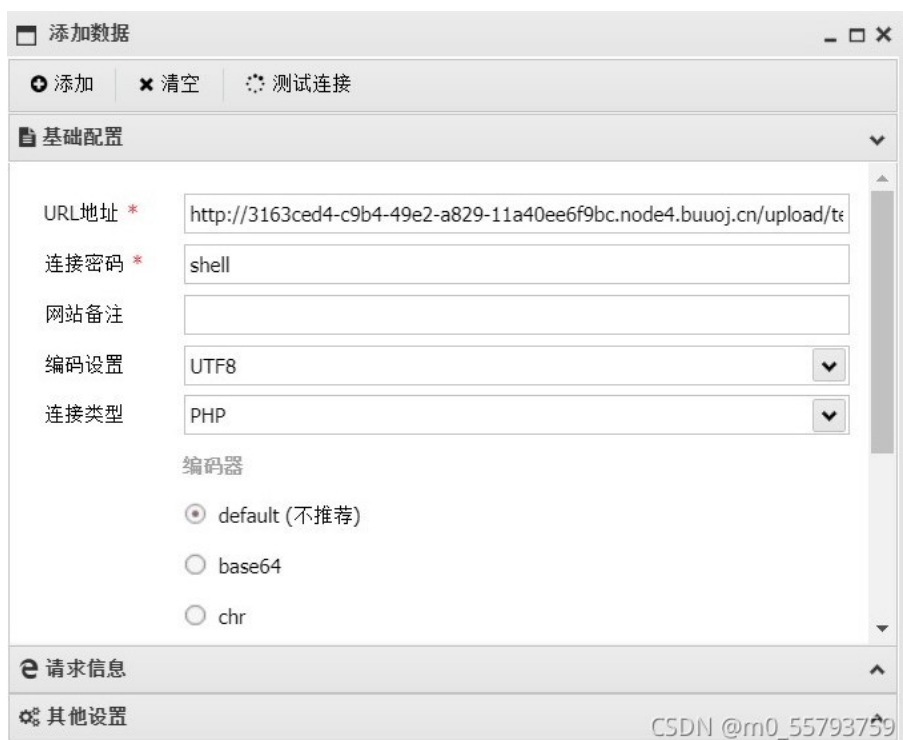 添加数据
添加 清空 测试连接
基础配置
URL地址 * http://3163ced4-c9b4-49e2-a829-11a40ee6f9bc.node4.buuoj.cn/upload/te
连接密码 * shell
网站备注
编码设置 UTF8
连接类型 PHP
编码器
default (不推荐)
base64
chr
请求信息
其他设置
CSDN @m0_55793759